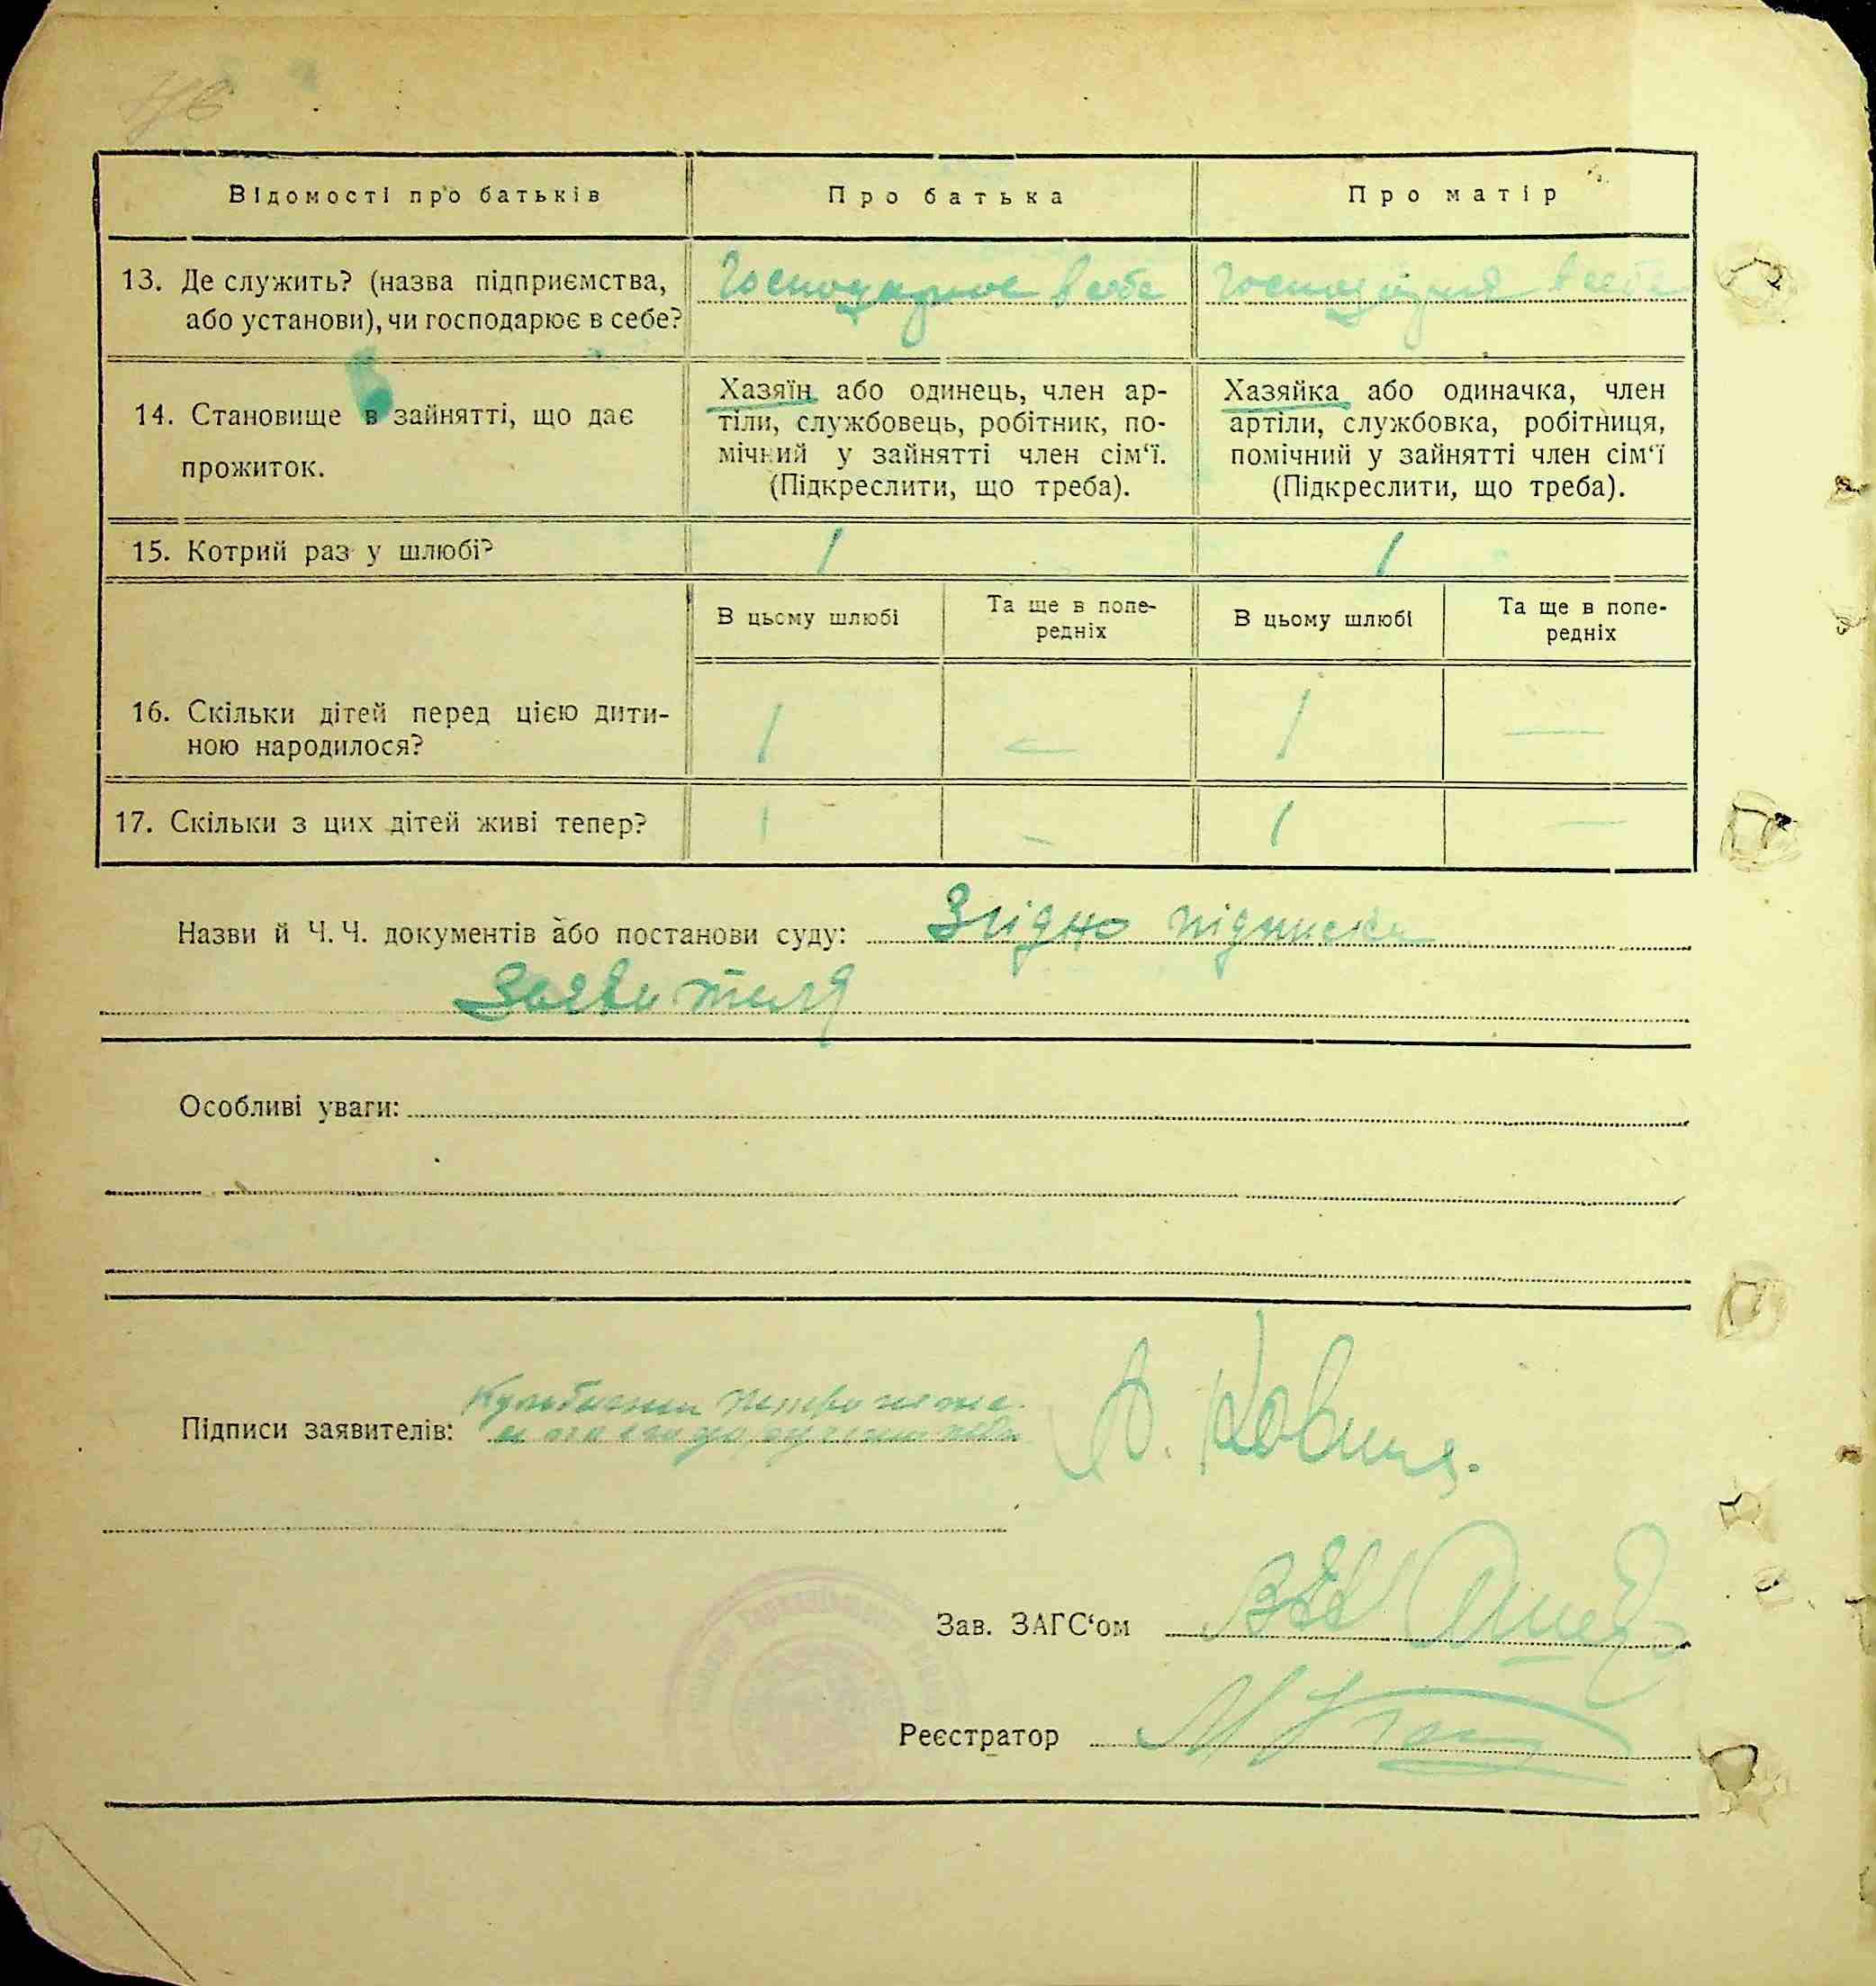 Відомості про батьків
Про батька
Про матір
13. Де служить? (назва підприємства, або установи), чи господарює в себе?
Господарює в себе
Господарює в себе
14. Становище в зайнятті, що дає
прожиток.
Хазяїн або одинець, член ар-
тіли, службовець, робітник, по-
мічний у зайнятті член сім‘ї.
(Підкреслити, що треба).
Хазяйка або одиначка, член
артіли, службовка, робітниця,
помічний у зайнятті член сім‘ї
(Підкреслити, що треба).
15. Котрий раз у шлюбі?
1
1
В цьому шлюбі
Та ще в попе-
редніх
В цьому шлюбі
Та ще в попе-
редніх
16. Скільки дітей перед цією дити-
ною народилося?
1
—
1
—
17. Скільки з цих дітей живі тепер?
1
—
1
—
Назви й Ч. Ч. документів або постанови суду: Згідно підписки
Заявителя
Особливі уваги:
Підписи заявителів:
Зав. ЗАГС‘ом
Реєстратор